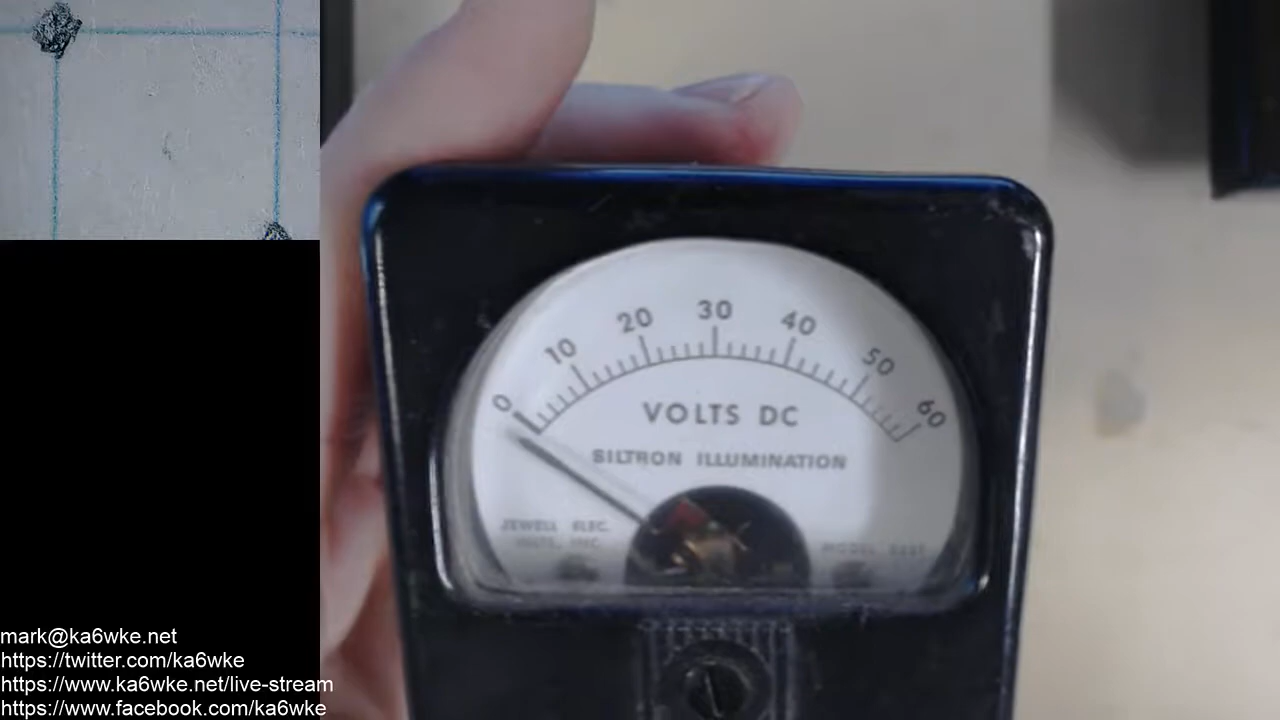 0 10 20 30 40 50 60
VOLTS DC
SILTRON ILLUMINATION
JEWELL ELEC.
MODEL
mark@ka6wke.net
https://twitter.com/ka6wke
https://www.ka6wke.net/live-stream
https://www.facebook.com/ka6wke